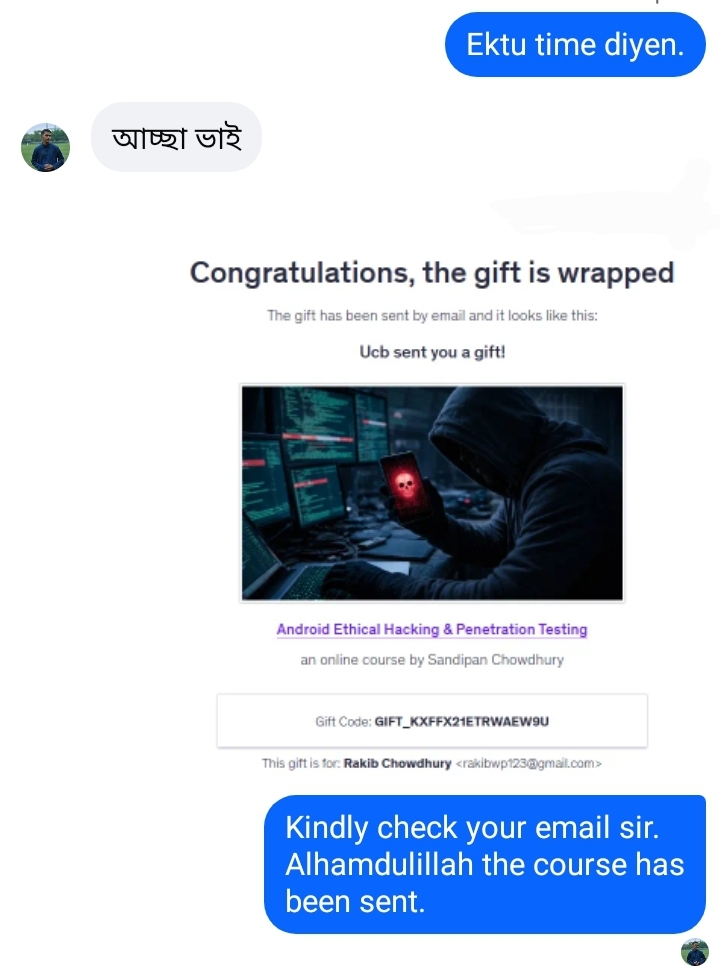 Ektu time diyen.
আচ্ছা ভাই
Congratulations, the gift is wrapped
The gift has been sent by email and it looks like this:
Ucb sent you a gift!
Android Ethical Hacking & Penetration Testing
an online course by Sandipan Chowdhury
Gift Code: GIFT_KXFFX21ETRWAEW9U
This gift is for: Rakib Chowdhury <rakibwp123@gmail.com>
Kindly check your email sir.
Alhamdulillah the course has
been sent.